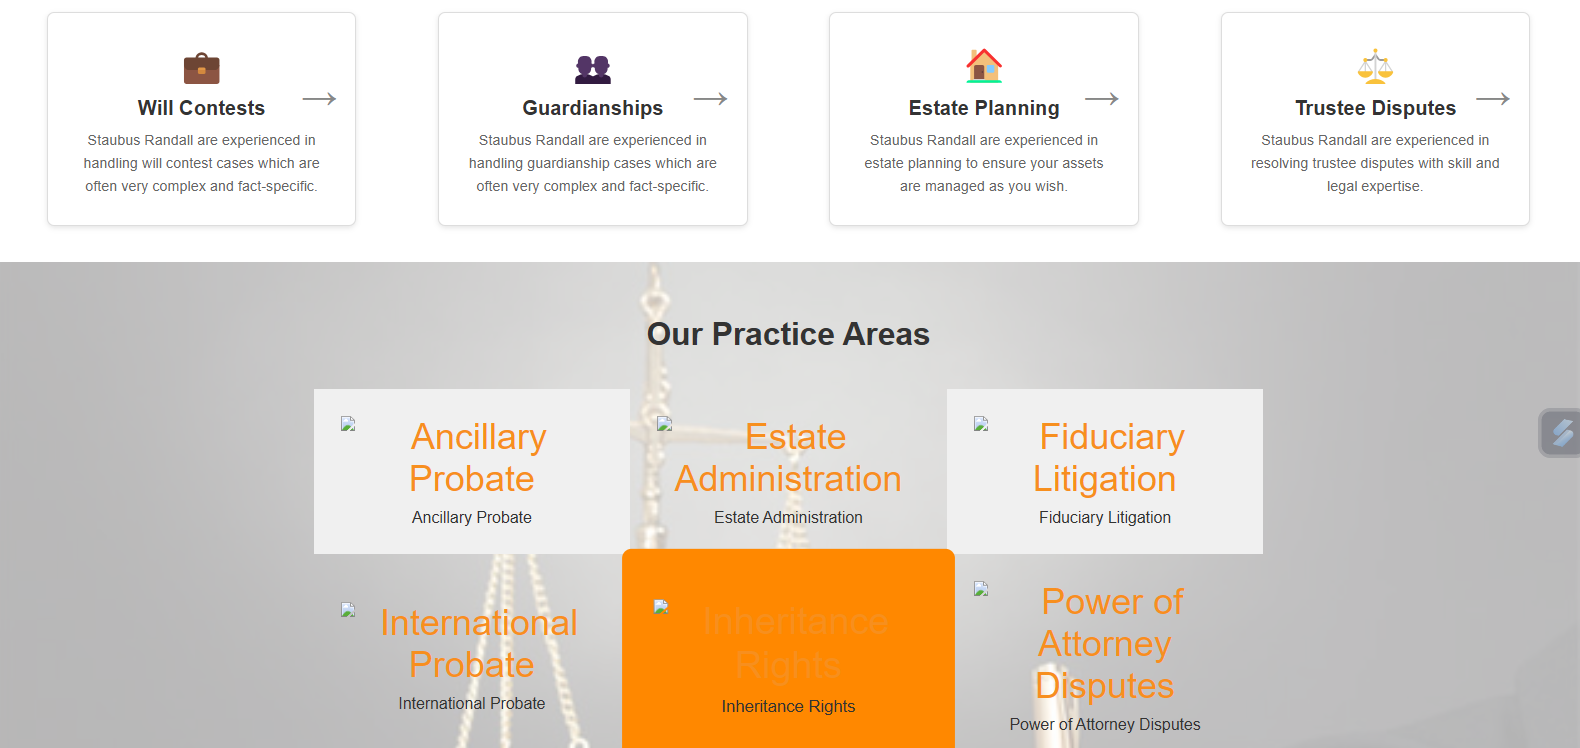 Will Contests
Staubus Randall are experienced in
handling will contest cases which are
often very complex and fact-specific.
Guardianships
Staubus Randall are experienced in
handling guardianship cases which are
often very complex and fact-specific.
Estate Planning
Staubus Randall are experienced in
estate planning to ensure your assets
are managed as you wish.
Trustee Disputes
Staubus Randall are experienced in
resolving trustee disputes with skill and
legal expertise.
Our Practice Areas
Ancillary
Probate
Ancillary Probate
Estate
Administration
Estate Administration
Fiduciary
Litigation
Fiduciary Litigation
International
Probate
International Probate
Inheritance
Rights
Inheritance Rights
Power of
Attorney
Disputes
Power of Attorney Disputes